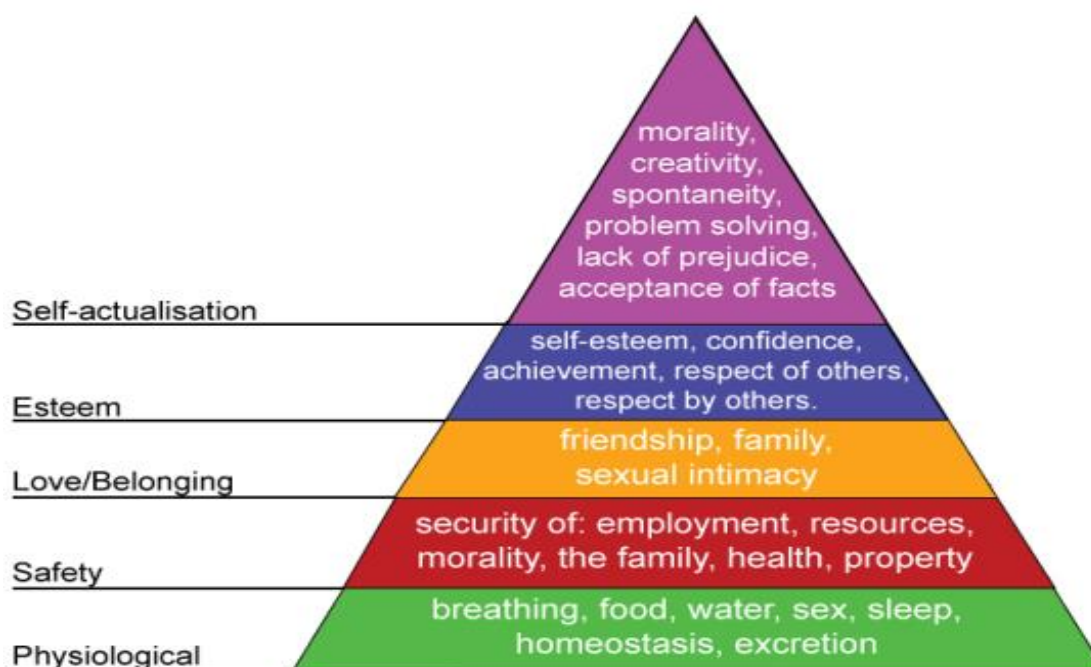 morality,
creativity,
spontaneity,
problem solving,
lack of prejudice,
acceptance of facts
Self-actualisation
self-esteem, confidence,
achievement, respect of others,
respect by others.
Esteem
friendship, family,
sexual intimacy
Love/Belonging
security of: employment, resources,
morality, the family, health, property
Safety
breathing, food, water, sex, sleep,
homeostasis, excretion
Physiological